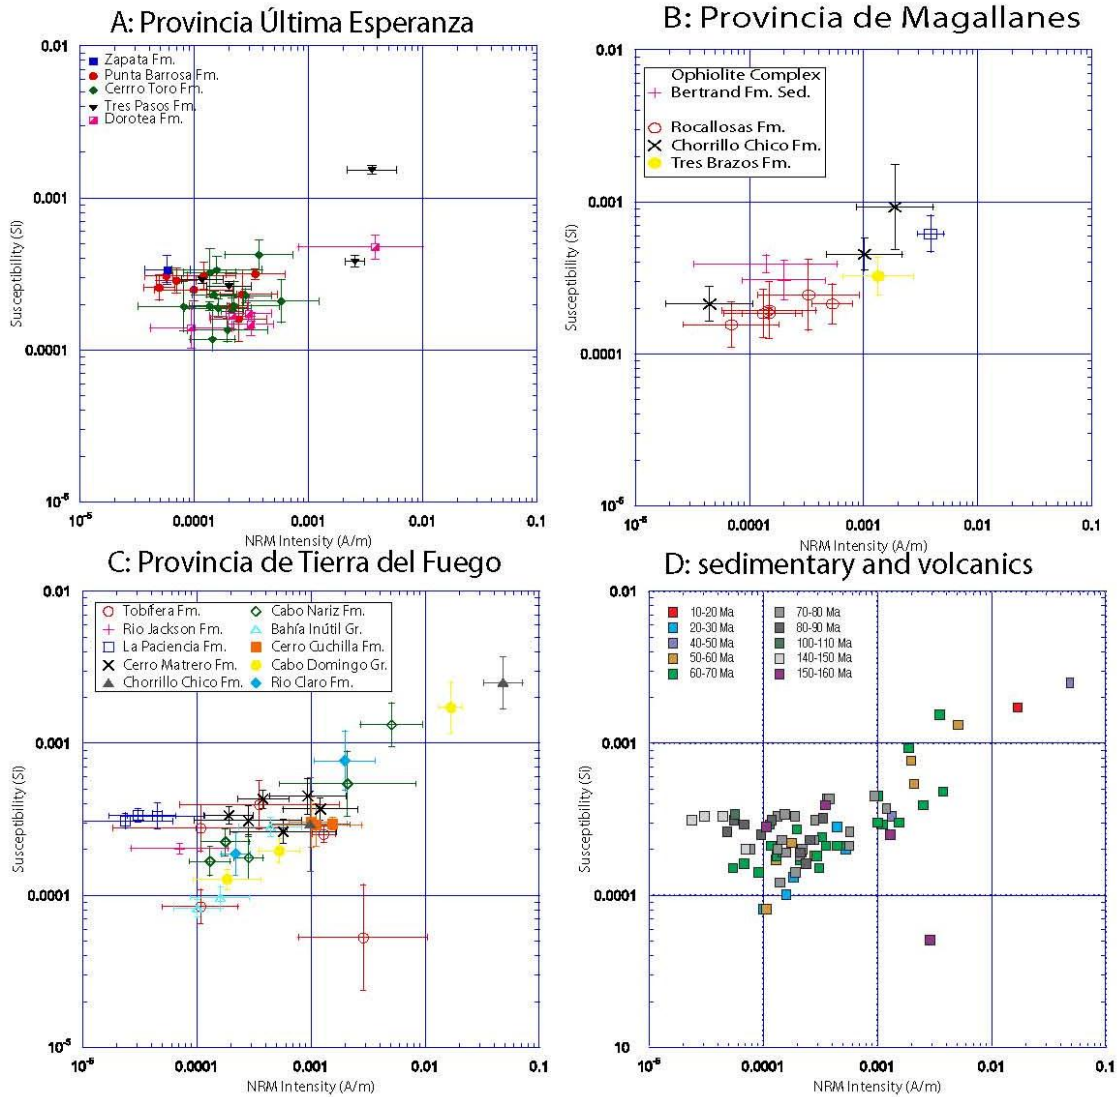 A: Provincia Última Esperanza
0.01
Zapata Fm.
Punta Barrosa Fm.
Cerrro Toro Fm.
Tres Pasos Fm.
Dorotea Fm.
0.001
Susceptibility (Si)
0.0001
10-5
10-5
0.0001
0.001
0.01
0.1
NRM Intensity (A/m)
B: Provincia de Magallanes
0.01
Ophiolite Complex
Bertrand Fm. Sed.
Rocallosas Fm.
Chorrillo Chico Fm.
Tres Brazos Fm.
0.001
Susceptibility (Si)
0.0001
10-5
10-5
0.0001
0.001
0.01
0.1
NRM Intensity (A/m)
C: Provincia de Tierra del Fuego
0.01
Tobífera Fm.
Rio Jackson Fm.
La Paciencia Fm.
Cerro Matrero Fm.
Chorrillo Chico Fm.
Cabo Nariz Fm.
Bahía Inútil Gr.
Cerro Cuchilla Fm.
Cabo Domingo Gr.
Rio Claro Fm.
0.001
Susceptibility (Si)
0.0001
10-5
10-5
0.0001
0.001
0.01
0.1
NRM Intensity (A/m)
D: sedimentary and volcanics
0.01
10-20 Ma
20-30 Ma
40-50 Ma
50-60 Ma
60-70 Ma
70-80 Ma
80-90 Ma
100-110 Ma
140-150 Ma
150-160 Ma
0.001
Susceptibility (Si)
0.0001
10
10-5
0.0001
0.001
0.01
0.1
NRM Intensity (A/m)